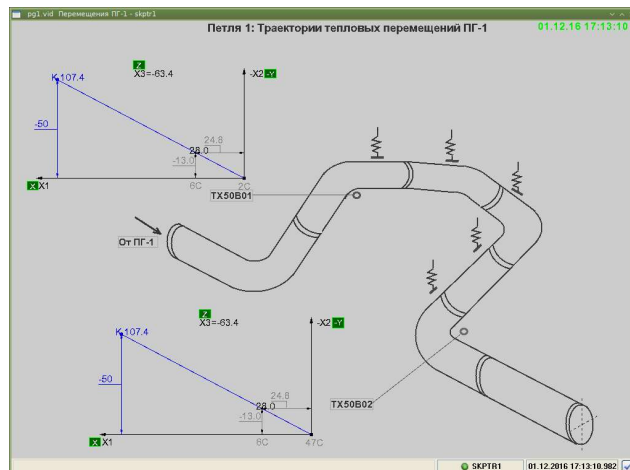 pg1 vid Перемещения ПГ-1 - skptr1
Петля 1: Траектории тепловых перемещений ПГ-1
01.12.16 17:13:10
Z
X3=-63.4
-X2 -Y
K 107.4
-50
24.8
28.0
-13.0
X X1
6C
2C
TX50B01
От ПГ-1
Z
X3=-63.4
-X2 -Y
K 107.4
-50
24.8
28.0
-13.0
TX50B02
X X1
6C
47C
SKPTR1
01.12.2016 17:13:10.982